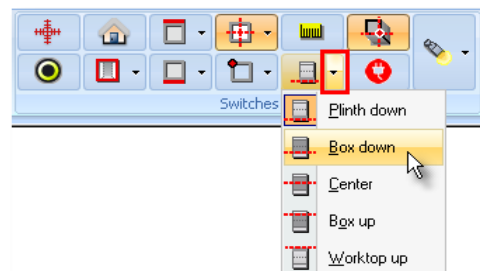 Switches
Plinth down
Box down
Center
Box up
Worktop up